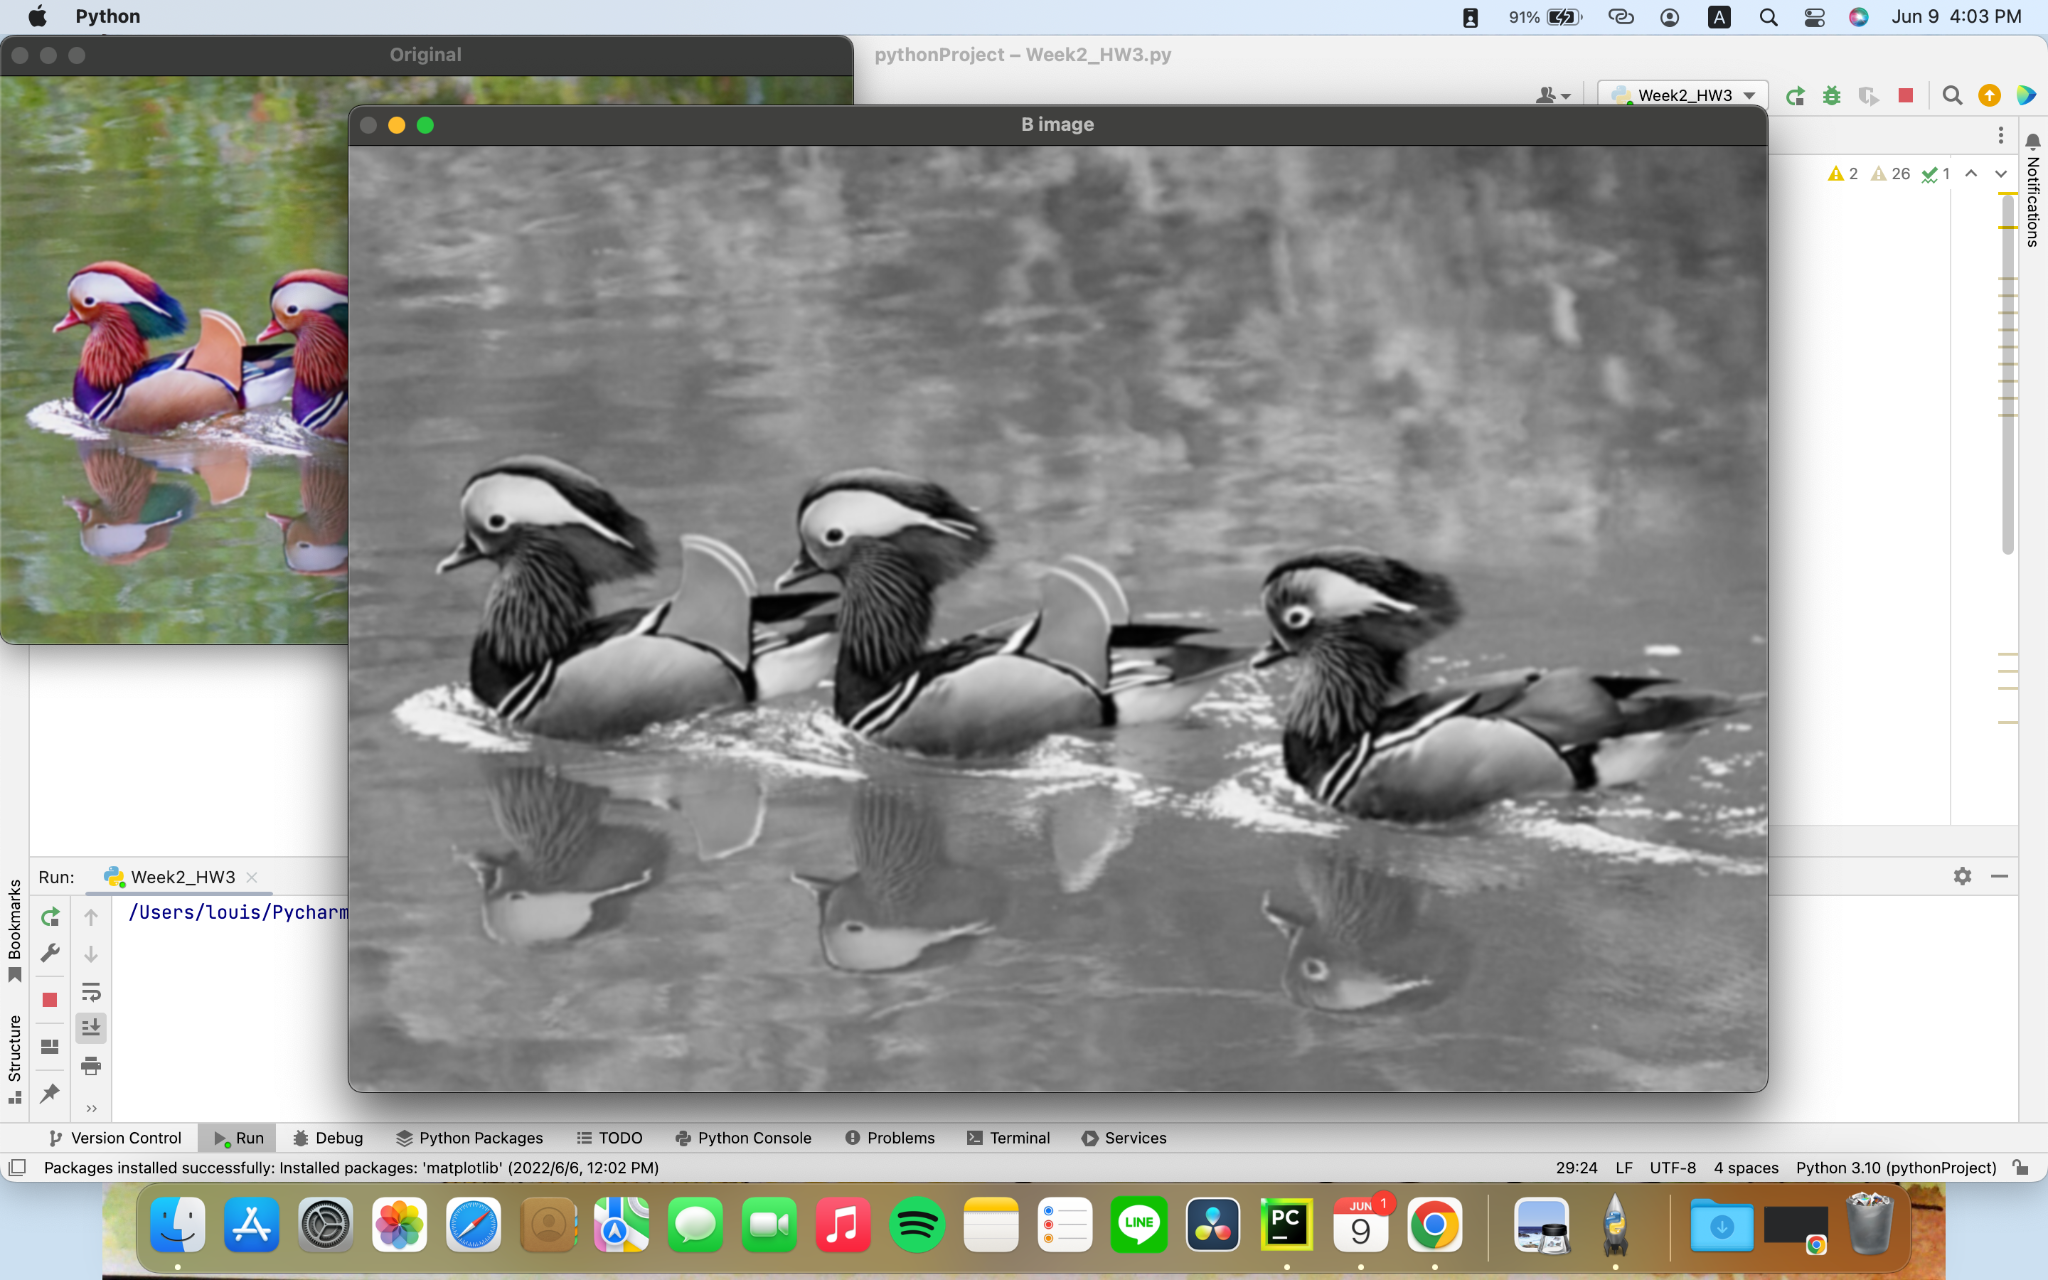 Python
91%
A
Jun 9 4:03 PM
Original
pythonProject – Week2_HW3.py
Week2_HW3
B image
2
26
1
Notifications
Run:
Week2_HW3
/Users/louis/Pycharm
Bookmarks
Structure
Version Control
Run
Debug
Python Packages
TODO
Python Console
Problems
Terminal
Services
Packages installed successfully: Installed packages: 'matplotlib' (2022/6/6, 12:02 PM)
29:24
LF
UTF-8
4 spaces
Python 3.10 (pythonProject)
LINE
PC
JUN
9
1